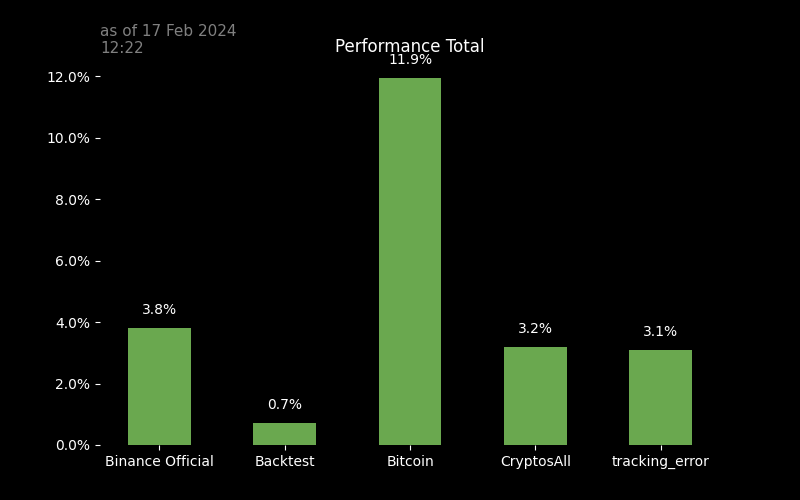 as of 17 Feb 2024
12:22
Performance Total
12.0%
10.0%
8.0%
6.0%
4.0%
2.0%
0.0%
3.8%
0.7%
11.9%
3.2%
3.1%
Binance Official
Backtest
Bitcoin
CryptosAll
tracking_error